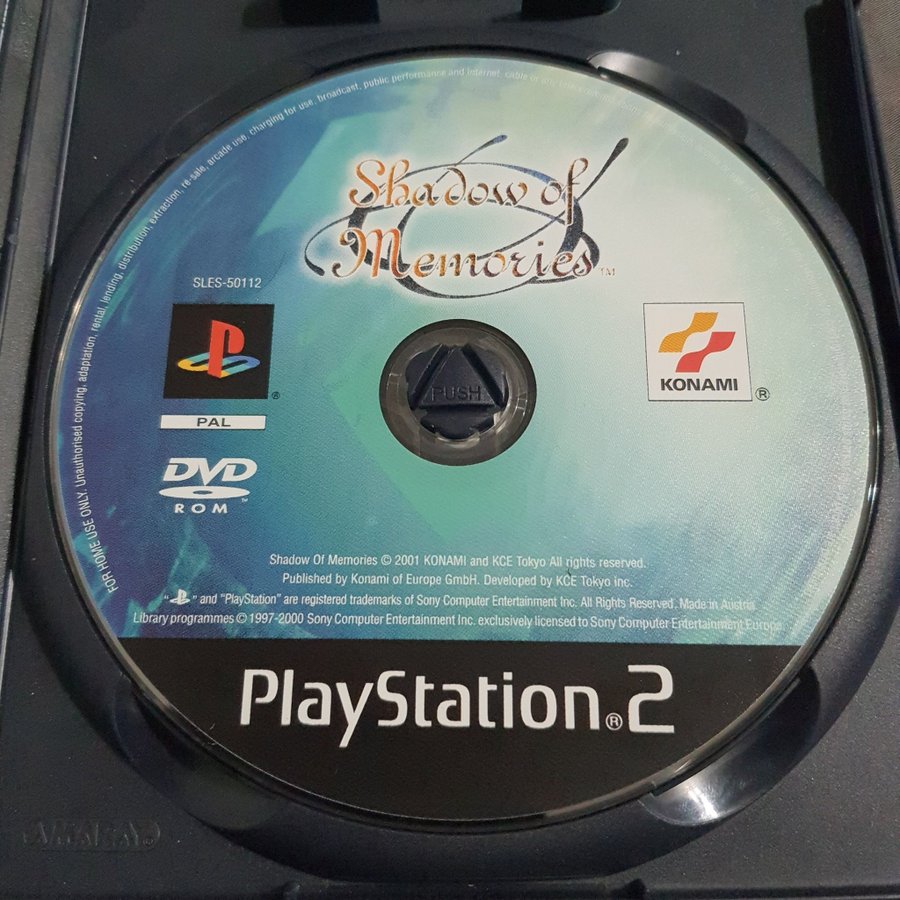 FOR HOME USE ONLY. Unauthorised copying, adaptation, rental, lending, distribution, extraction, re-sale, arcade use, charging for use, broadcast, public performance and internet, cable or any
Shadow of
Memories™
SLES-50112
®
PAL
DVD
ROM™
PUSH
KONAMI®
Shadow Of Memories © 2001 KONAMI and KCE Tokyo All rights reserved.
Published by Konami of Europe GmbH. Developed by KCE Tokyo inc.
" " and "PlayStation" are registered trademarks of Sony Computer Entertainment Inc. All Rights Reserved. Made in Austria
Library programmes © 1997-2000 Sony Computer Entertainment Inc. exclusively licensed to Sony Computer Entertainment Europe
PlayStation®2
AMARAY